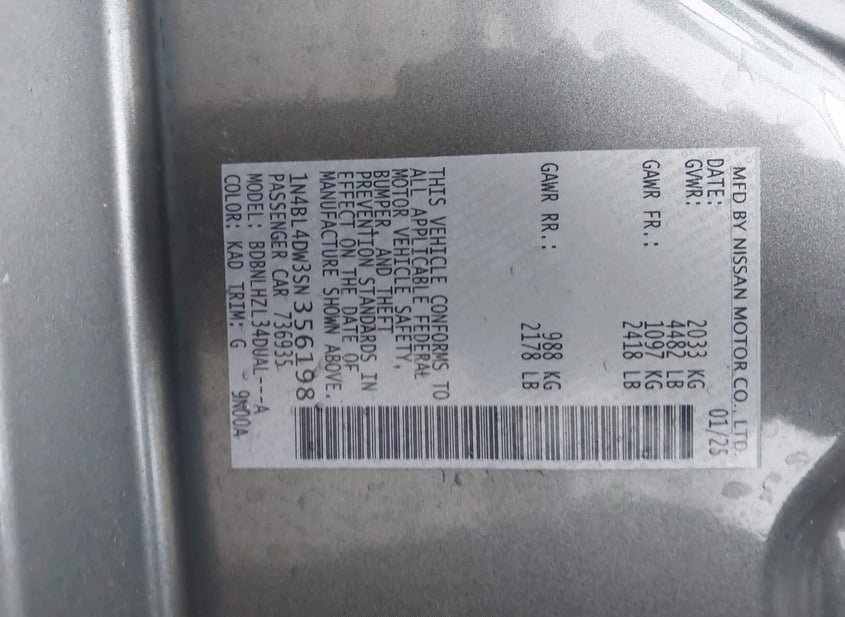 MFD BY NISSAN MOTOR CO., LTD.
DATE: 01/25
GVWR: 2033 KG
4482 LB
GAWR FR.: 1097 KG
2418 LB
GAWR RR.: 988 KG
2178 LB
THIS VEHICLE CONFORMS TO
ALL APPLICABLE FEDERAL
MOTOR VEHICLE SAFETY,
BUMPER, AND THEFT
PREVENTION STANDARDS IN
EFFECT ON THE DATE OF
MANUFACTURE SHOWN ABOVE.
1N4BL4DW3SN356198
PASSENGER CAR 736935
MODEL: BDBNLHZL34DUAL---A
COLOR: KAD TRIM: G 9N00A